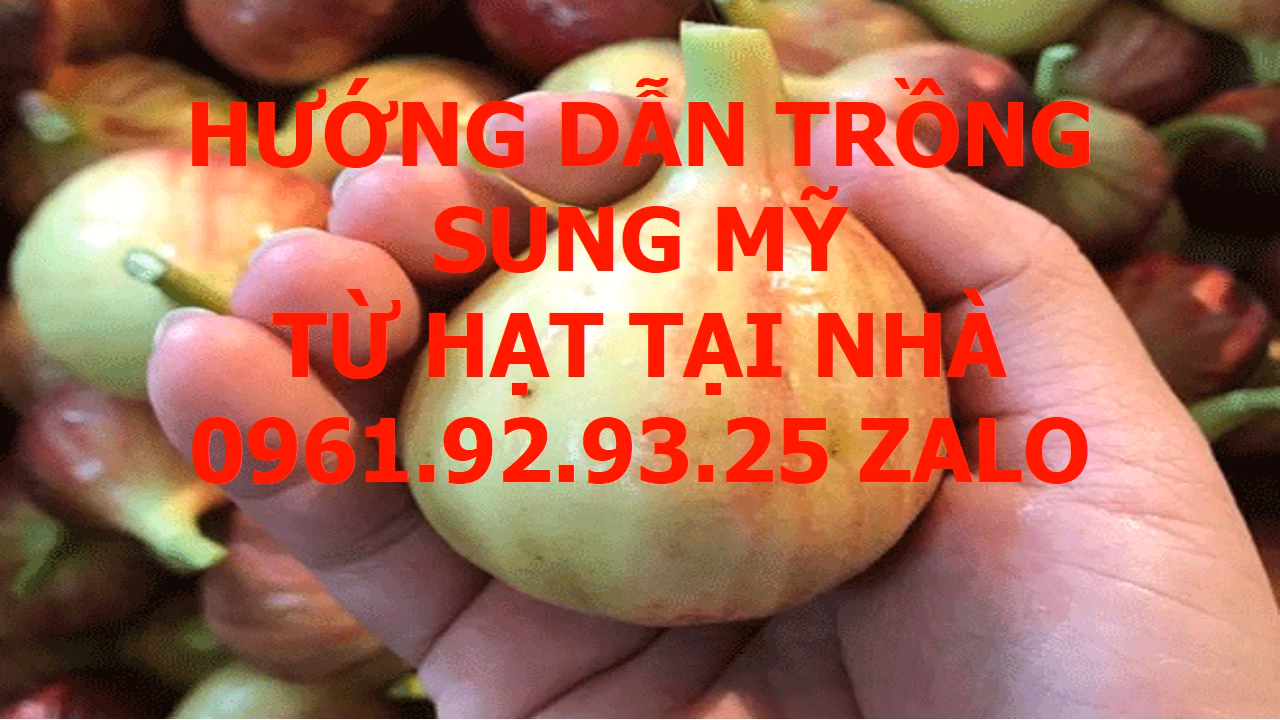 HƯỚNG DẪN TRỒNG
SUNG MỸ
TỪ HẠT TẠI NHÀ
0961.92.93.25 ZALO